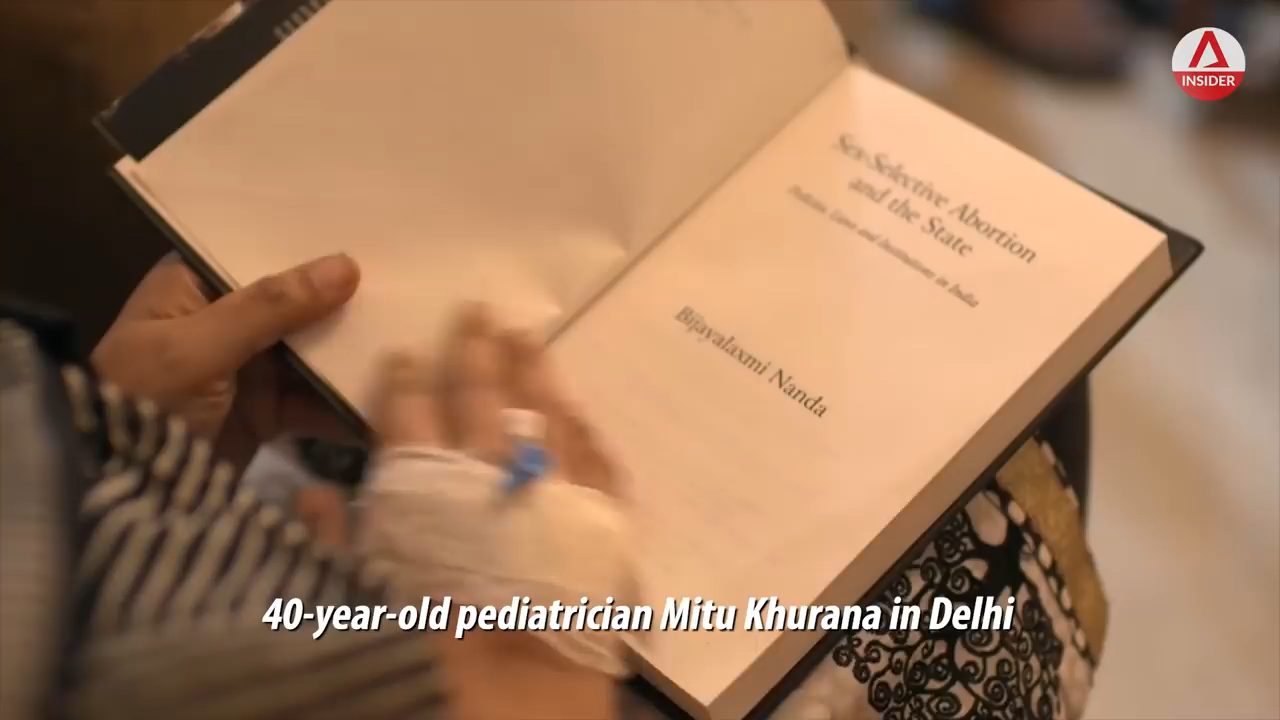 INSIDER
Sex-Selective Abortion
and the State
Policies, Laws and Institutions in India
Bijayalaxmi Nanda
40-year-old pediatrician Mitu Khurana in Delhi